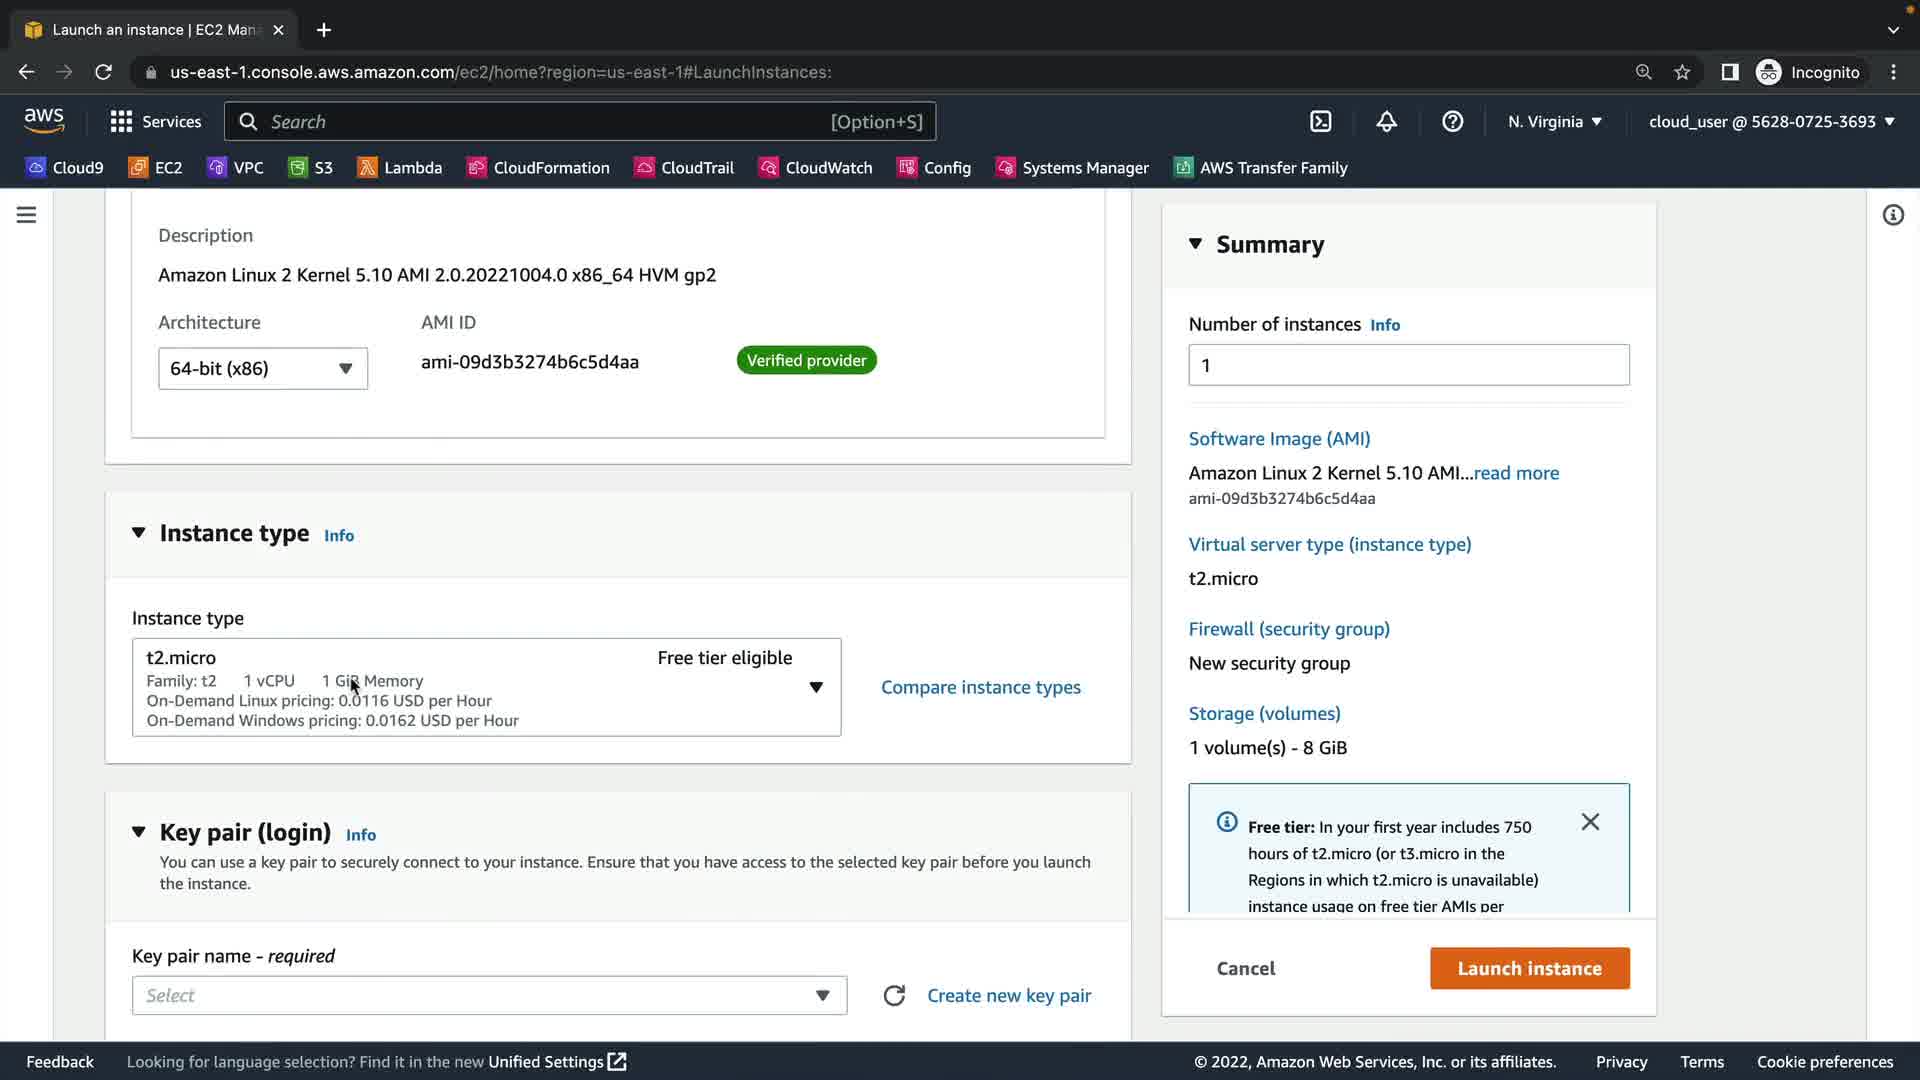 Launch an instance | EC2 Mana
us-east-1.console.aws.amazon.com/ec2/home?region=us-east-1#LaunchInstances:
Incognito
aws
Services
Search
[Option+S]
N. Virginia
cloud_user @ 5628-0725-3693
Cloud9
EC2
VPC
S3
Lambda
CloudFormation
CloudTrail
CloudWatch
Config
Systems Manager
AWS Transfer Family
Description
Amazon Linux 2 Kernel 5.10 AMI 2.0.20221004.0 x86_64 HVM gp2
Architecture
AMI ID
64-bit (x86)
ami-09d3b3274b6c5d4aa
Verified provider
Instance type Info
Instance type
t2.micro
Free tier eligible
Family: t2 1 vCPU 1 GiB Memory
On-Demand Linux pricing: 0.0116 USD per Hour
On-Demand Windows pricing: 0.0162 USD per Hour
Compare instance types
Key pair (login) Info
You can use a key pair to securely connect to your instance. Ensure that you have access to the selected key pair before you launch
the instance.
Key pair name - required
Select
Create new key pair
Summary
Number of instances Info
1
Software Image (AMI)
Amazon Linux 2 Kernel 5.10 AMI...read more
ami-09d3b3274b6c5d4aa
Virtual server type (instance type)
t2.micro
Firewall (security group)
New security group
Storage (volumes)
1 volume(s) - 8 GiB
Free tier: In your first year includes 750
hours of t2.micro (or t3.micro in the
Regions in which t2.micro is unavailable)
instance usage on free tier AMIs per
Cancel
Launch instance
Feedback
Looking for language selection? Find it in the new Unified Settings
© 2022, Amazon Web Services, Inc. or its affiliates.
Privacy
Terms
Cookie preferences